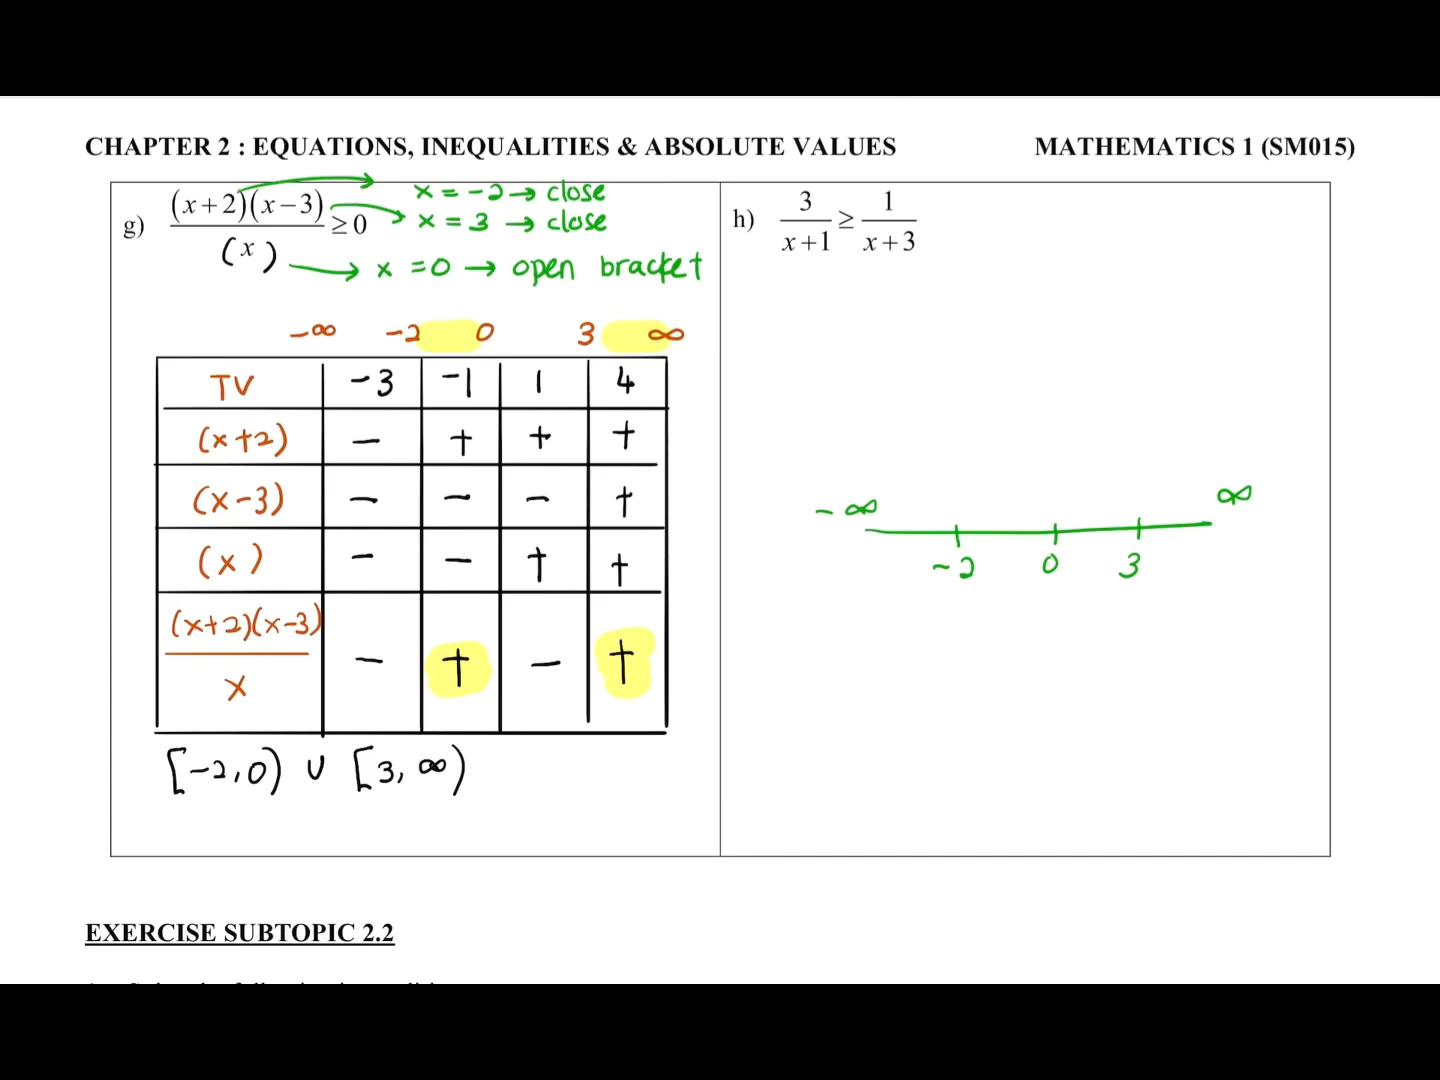 CHAPTER 2 : EQUATIONS, INEQUALITIES & ABSOLUTE VALUES MATHEMATICS 1 (SM015)
g) (x+2)(x−3)/(x) ≥ 0
x = -2 → close
x = 3 → close
x = 0 → open bracket
-∞ -2 0 3 ∞
TV -3 -1 1 4
(x+2) - + + +
(x-3) - - - +
(x) - - + +
(x+2)(x-3)/x - + - +
[-2,0) ∪ [3, ∞)
h) 3/(x+1) ≥ 1/(x+3)
-∞ ∞
-2 0 3
EXERCISE SUBTOPIC 2.2